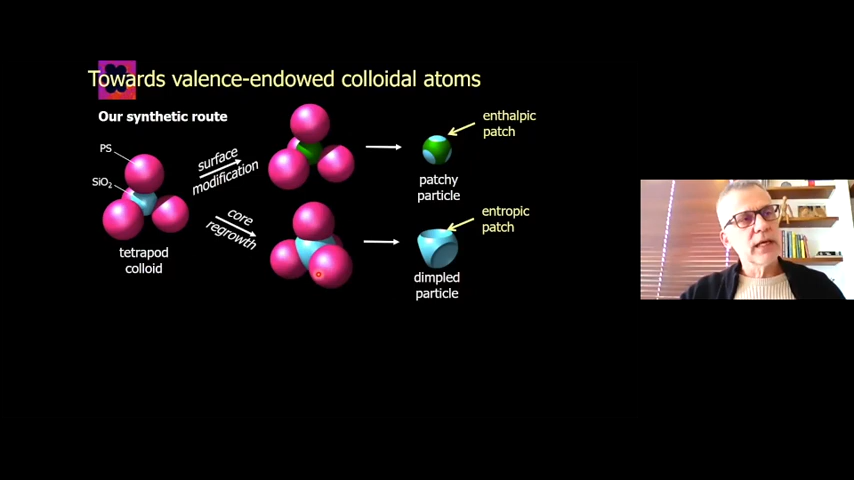 Towards valence-endowed colloidal atoms
Our synthetic route
PS
SiO₂
tetrapod
colloid
surface
modification
core
regrowth
enthalpic
patch
patchy
particle
entropic
patch
dimpled
particle